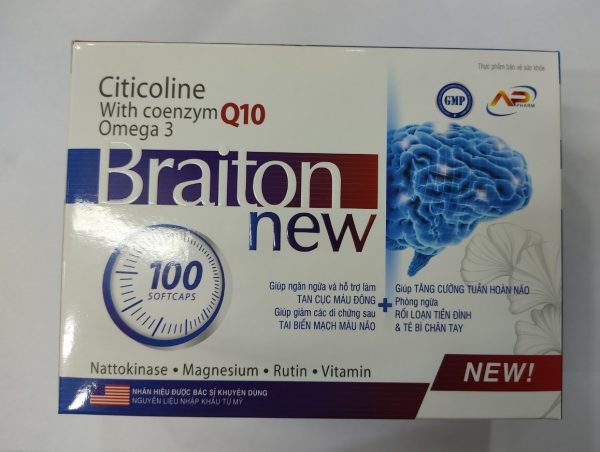 Thực phẩm bảo vệ sức khỏe
Citicoline
With coenzym Q10
Omega 3
GMP
AP
PHARM
Braiton
new
100
SOFTCAPS
Giúp ngăn ngừa và hỗ trợ làm
TAN CỤC MÁU ĐÔNG
Giúp giảm các di chứng sau
TAI BIẾN MẠCH MÁU NÃO
+
Giúp TĂNG CƯỜNG TUẦN HOÀN NÃO
Phòng ngừa
RỐI LOẠN TIỀN ĐÌNH
& TÊ BÌ CHÂN TAY
Nattokinase • Magnesium • Rutin • Vitamin
NEW!
NHÃN HIỆU ĐƯỢC BÁC SĨ KHUYÊN DÙNG
NGUYÊN LIỆU NHẬP KHẨU TỪ MỸ